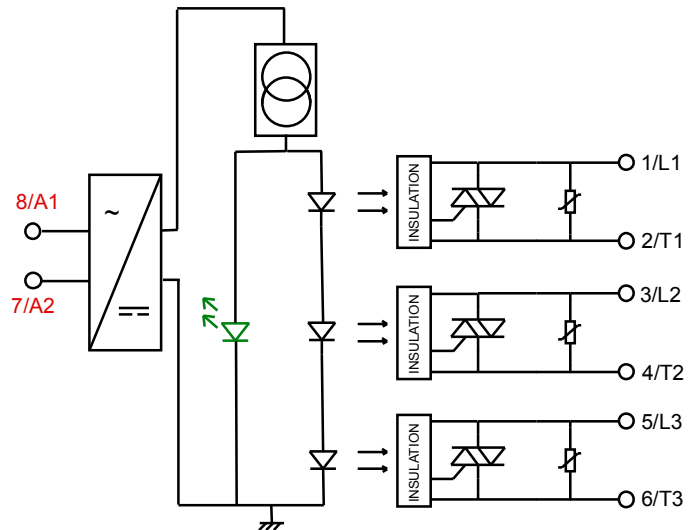 8/A1
7/A2
~
INSULATION
1/L1
2/T1
INSULATION
3/L2
4/T2
INSULATION
5/L3
6/T3